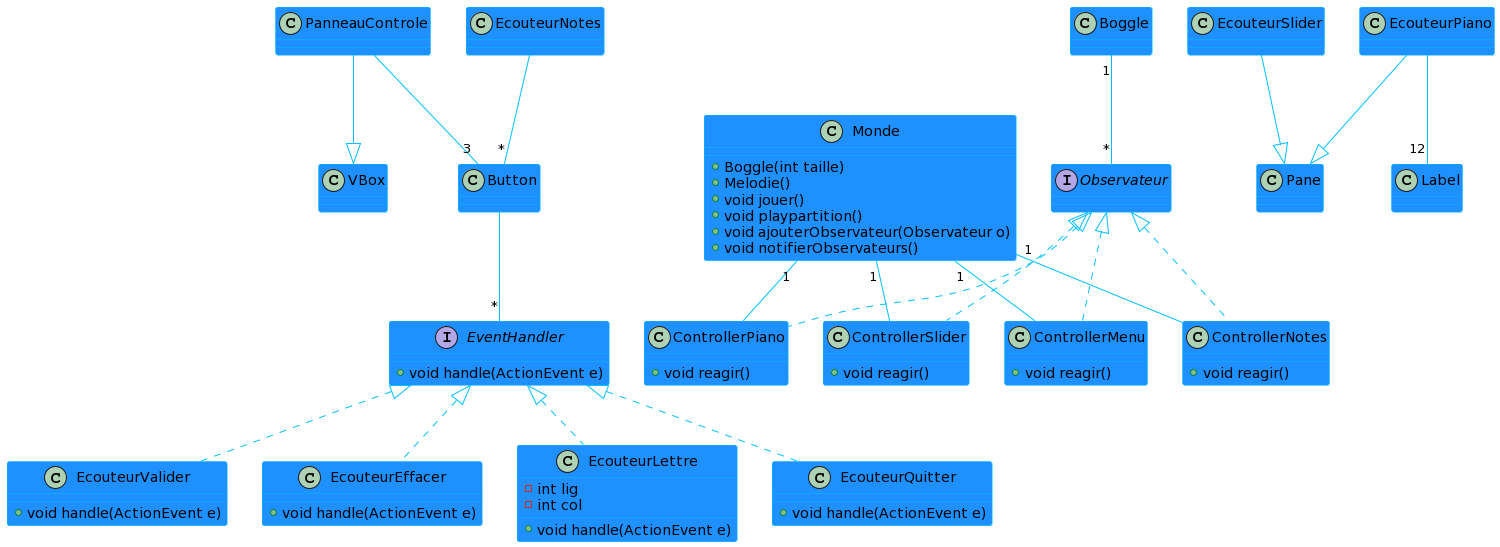 C PanneauControle
C EcouteurNotes
C Boggle
C EcouteurSlider
C EcouteurPiano
1
3
*
*
12
C Monde
Boggle(int taille)
Melodie()
void jouer()
void playpartition()
void ajouterObservateur(Observateur o)
void notifierObservateurs()
C VBox
C Button
I Observateur
C Pane
C Label
1
1
1
1
*
I EventHandler
void handle(ActionEvent e)
C ControllerPiano
void reagir()
C ControllerSlider
void reagir()
C ControllerMenu
void reagir()
C ControllerNotes
void reagir()
C EcouteurValider
void handle(ActionEvent e)
C EcouteurEffacer
void handle(ActionEvent e)
C EcouteurLettre
int lig
int col
void handle(ActionEvent e)
C EcouteurQuitter
void handle(ActionEvent e)